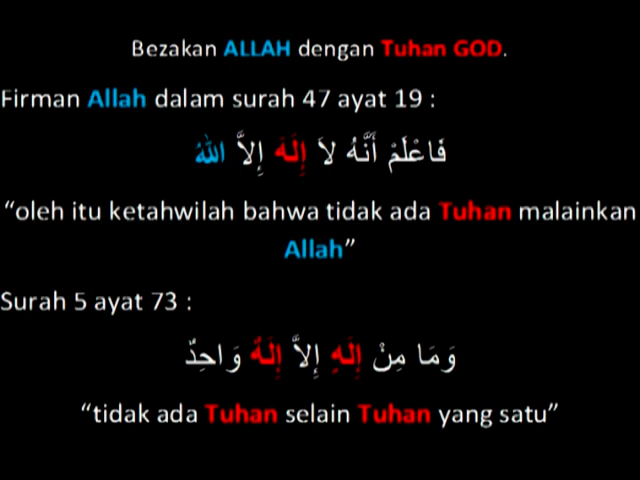 Bezakan ALLAH dengan Tuhan GOD.
Firman Allah dalam surah 47 ayat 19 :
فَاعْلَمْ أَنَّهُ لاَ إِلَهَ إِلاَّ اللهُ
“oleh itu ketahwilah bahwa tidak ada Tuhan malainkan
Allah”
Surah 5 ayat 73 :
وَمَا مِنْ إِلَهٍ إِلاَّ إِلَهٌ وَاحِدٌ
“tidak ada Tuhan selain Tuhan yang satu”